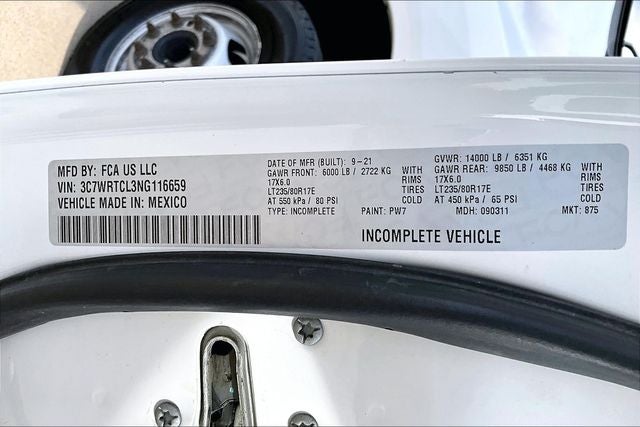 MFD BY: FCA US LLC
VIN: 3C7WRTCL3NG116659
VEHICLE MADE IN: MEXICO
DATE OF MFR (BUILT): 9-21
GAWR FRONT: 6000 LB / 2722 KG WITH
17X6.0 RIMS
LT235/80R17E TIRES
AT 550 kPa / 80 PSI COLD
TYPE: INCOMPLETE PAINT: PW7
GVWR: 14000 LB / 6351 KG
GAWR REAR: 9850 LB / 4468 KG WITH
17X6.0 RIMS
LT235/80R17E TIRES
AT 450 kPa / 65 PSI COLD
MDH: 090311 MKT: 875
INCOMPLETE VEHICLE